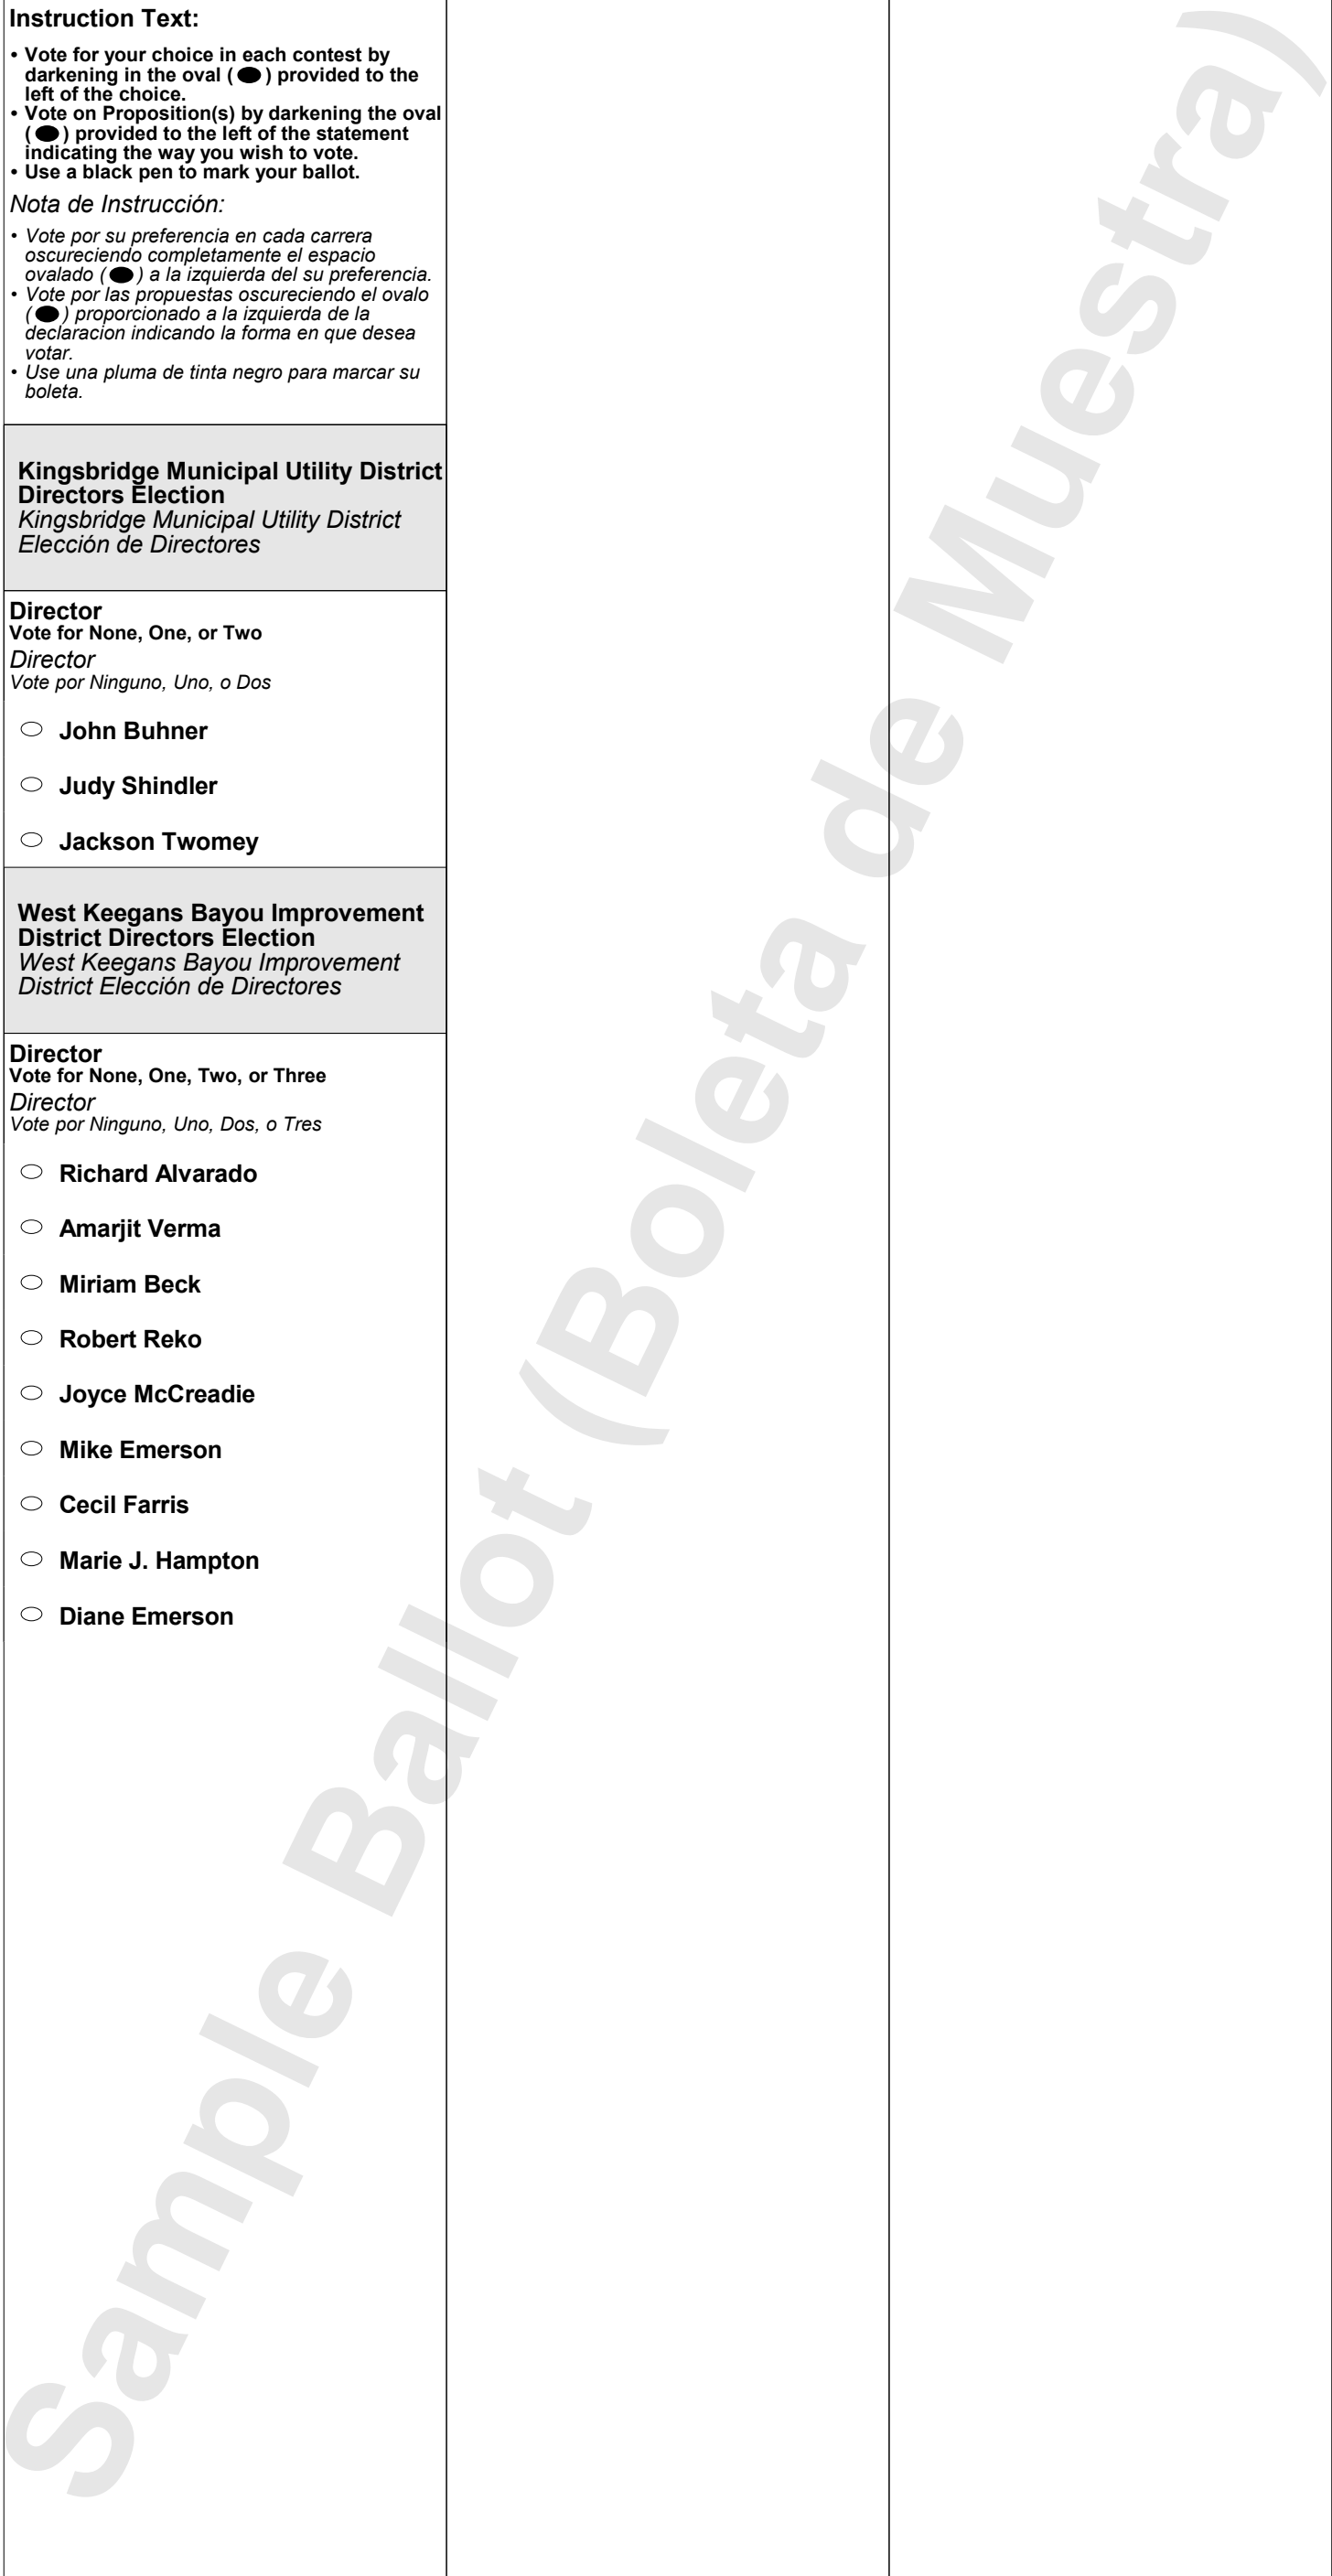 Instruction Text:
• Vote for your choice in each contest by
darkening in the oval (⬬) provided to the
left of the choice.
• Vote on Proposition(s) by darkening the oval
(⬬) provided to the left of the statement
indicating the way you wish to vote.
• Use a black pen to mark your ballot.
Nota de Instrucción:
• Vote por su preferencia en cada carrera
oscureciendo completamente el espacio
ovalado (⬬) a la izquierda del su preferencia.
• Vote por las propuestas oscureciendo el ovalo
(⬬) proporcionado a la izquierda de la
declaracion indicando la forma en que desea
votar.
• Use una pluma de tinta negro para marcar su
boleta.
Kingsbridge Municipal Utility District
Directors Election
Kingsbridge Municipal Utility District
Elección de Directores
Director
Vote for None, One, or Two
Director
Vote por Ninguno, Uno, o Dos
John Buhner
Judy Shindler
Jackson Twomey
West Keegans Bayou Improvement
District Directors Election
West Keegans Bayou Improvement
District Elección de Directores
Director
Vote for None, One, Two, or Three
Director
Vote por Ninguno, Uno, Dos, o Tres
Richard Alvarado
Amarjit Verma
Miriam Beck
Robert Reko
Joyce McCreadie
Mike Emerson
Cecil Farris
Marie J. Hampton
Diane Emerson
Sample Ballot (Boleta de Muestra)